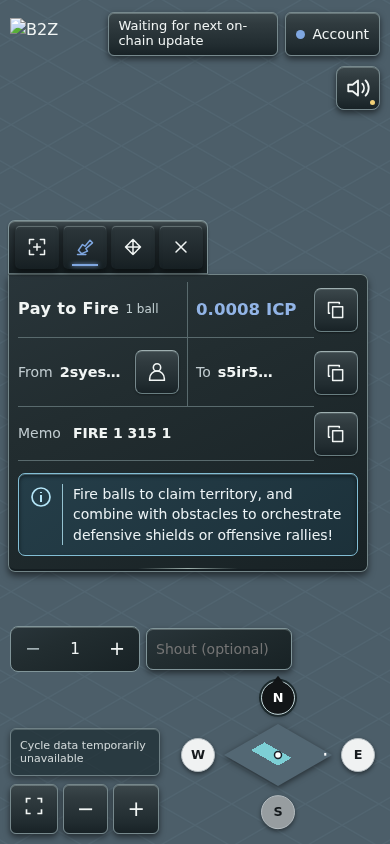 B2Z
Waiting for next on-
chain update
Account
Pay to Fire 1 ball
0.0008 ICP
From 2syes...
To s5ir5...
Memo FIRE 1 315 1
Fire balls to claim territory, and
combine with obstacles to orchestrate
defensive shields or offensive rallies!
− 1 +
Shout (optional)
N
W
E
S
Cycle data temporarily
unavailable
− +